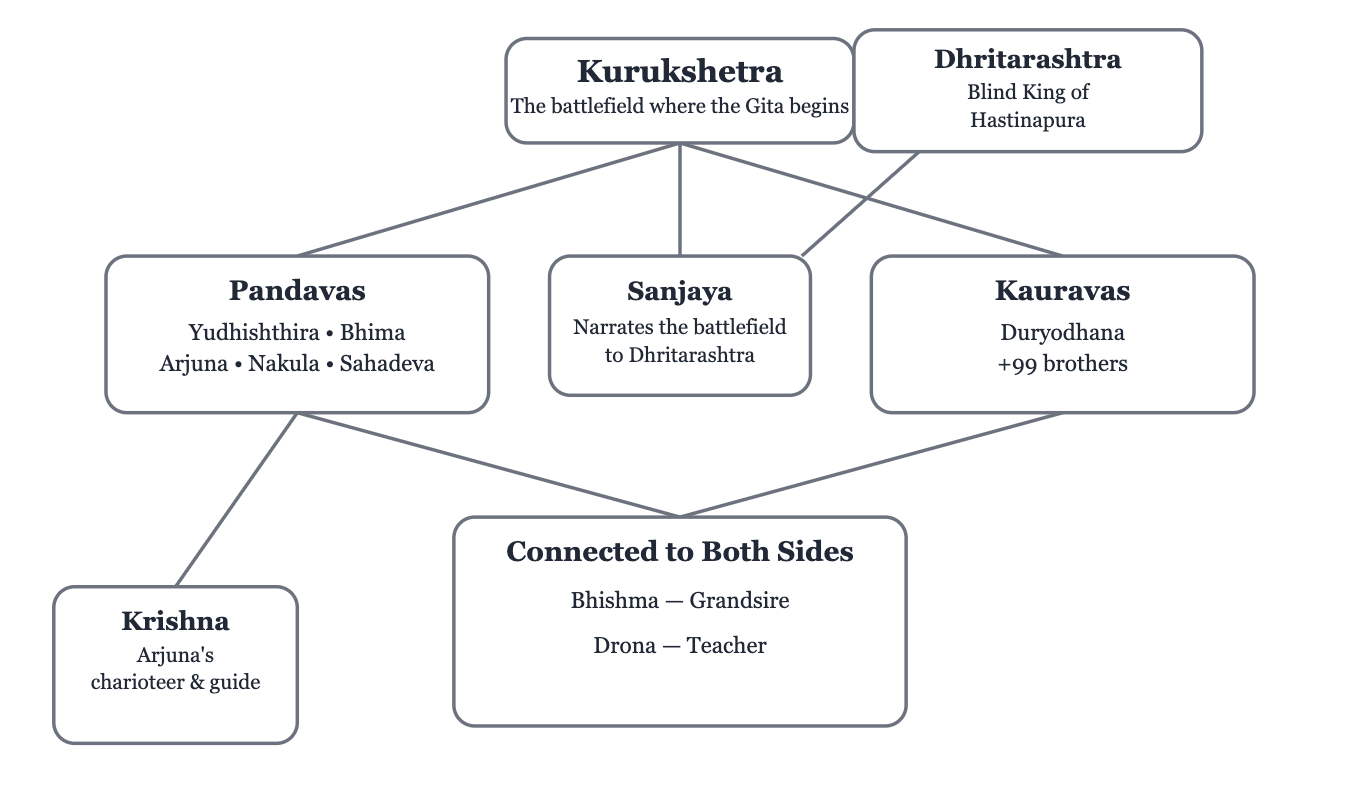 Kurukshetra
The battlefield where the Gita begins
Dhritarashtra
Blind King of
Hastinapura
Pandavas
Yudhishthira • Bhima
Arjuna • Nakula • Sahadeva
Sanjaya
Narrates the battlefield
to Dhritarashtra
Kauravas
Duryodhana
+99 brothers
Krishna
Arjuna's
charioteer & guide
Connected to Both Sides
Bhishma — Grandsire
Drona — Teacher